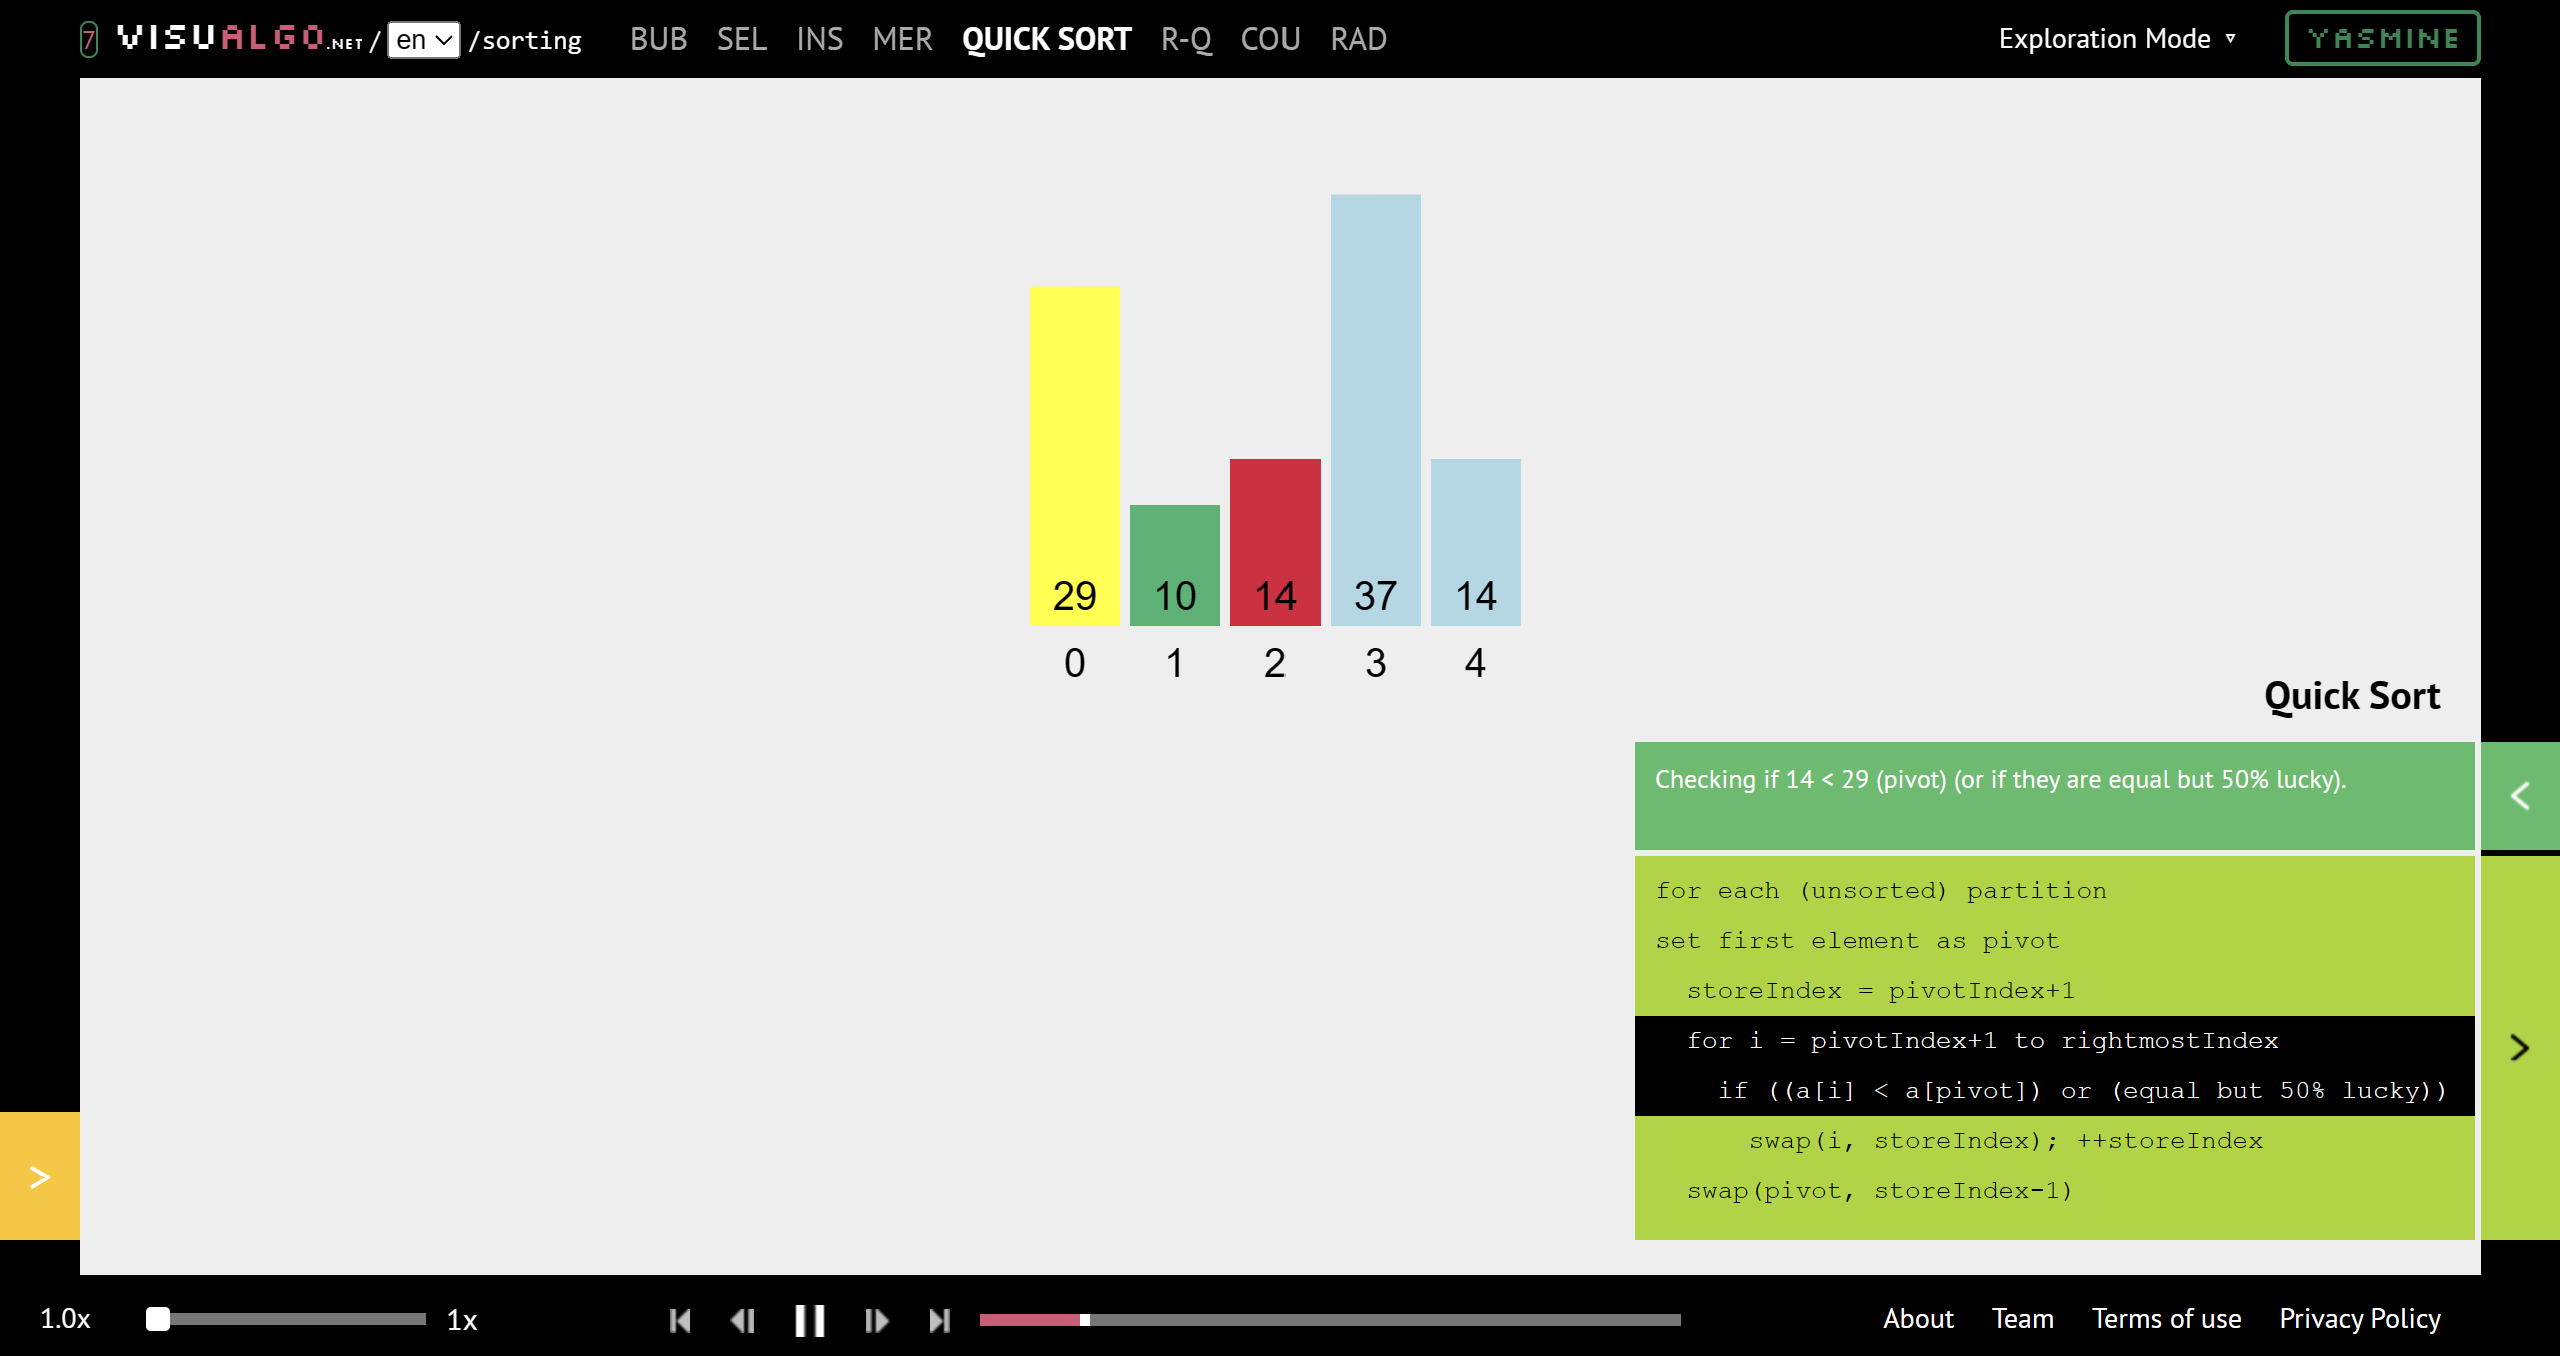 7 VISUALGO.NET / en /sorting BUB SEL INS MER QUICK SORT R-Q COU RAD Exploration Mode ▿ YASMINE
29 10 14 37 14
0 1 2 3 4
Quick Sort
Checking if 14 < 29 (pivot) (or if they are equal but 50% lucky).
for each (unsorted) partition
set first element as pivot
  storeIndex = pivotIndex+1
  for i = pivotIndex+1 to rightmostIndex
    if ((a[i] < a[pivot]) or (equal but 50% lucky))
      swap(i, storeIndex); ++storeIndex
  swap(pivot, storeIndex-1)
1.0x 1x About Team Terms of use Privacy Policy